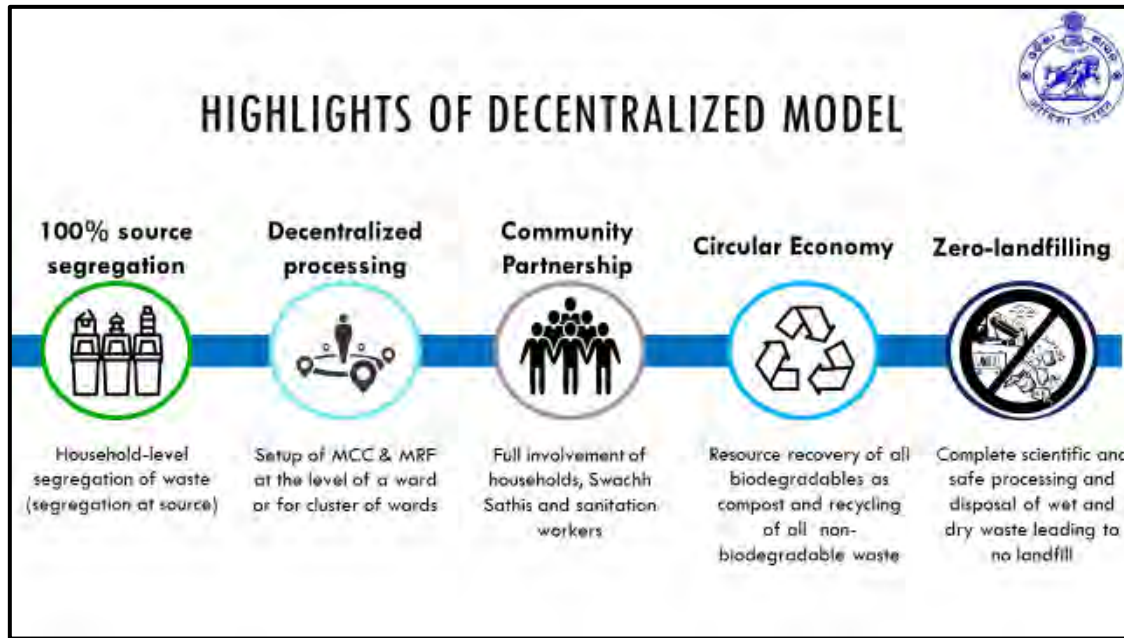 HIGHLIGHTS OF DECENTRALIZED MODEL
100% source
segregation
Household-level
segregation of waste
(segregation at source)
Decentralized
processing
Setup of MCC & MRF
at the level of a ward
or for cluster of wards
Community
Partnership
Full involvement of
households, Swachh
Sathis and sanitation
workers
Circular Economy
Resource recovery of all
biodegradables as
compost and recycling
of all non-
biodegradable waste
Zero-landfilling
Complete scientific and
safe processing and
disposal of wet and
dry waste leading to
no landfill